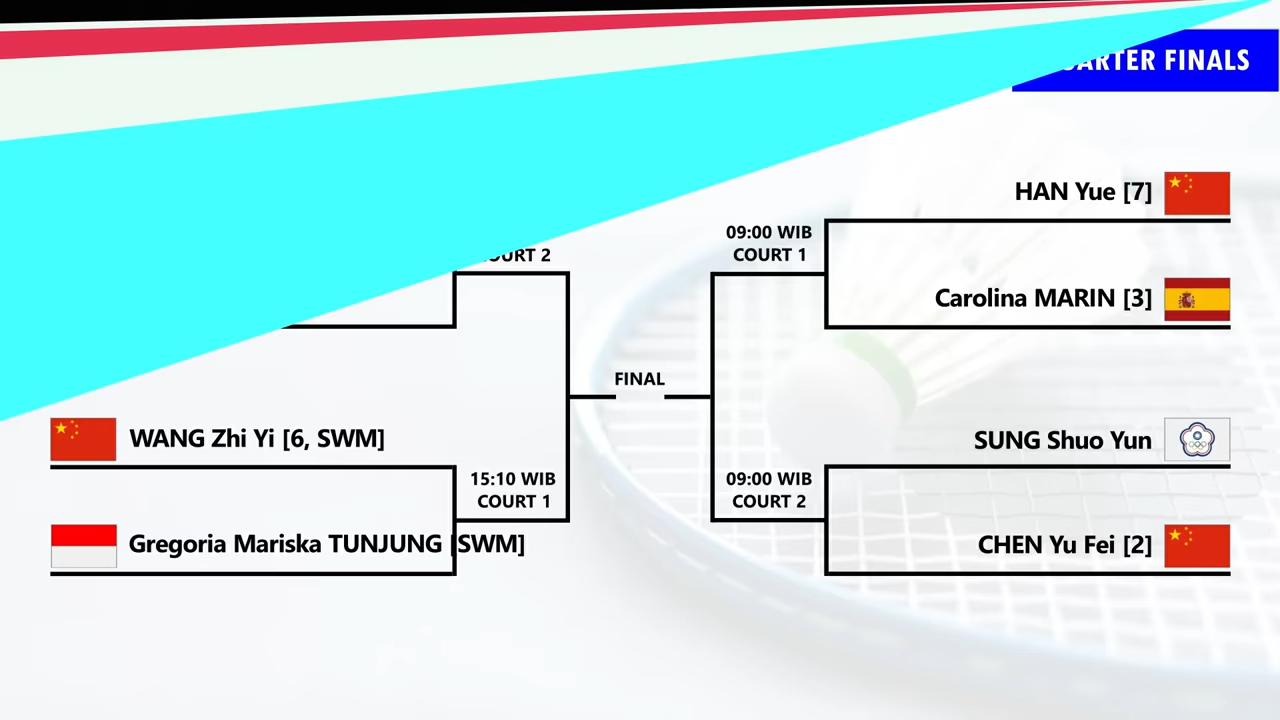 FINALS
HAN Yue [7]
09:00 WIB
COURT 1
COURT 2
Carolina MARIN [3]
FINAL
WANG Zhi Yi [6, SWM]
SUNG Shuo Yun
15:10 WIB
COURT 1
09:00 WIB
COURT 2
Gregoria Mariska TUNJUNG [SWM]
CHEN Yu Fei [2]